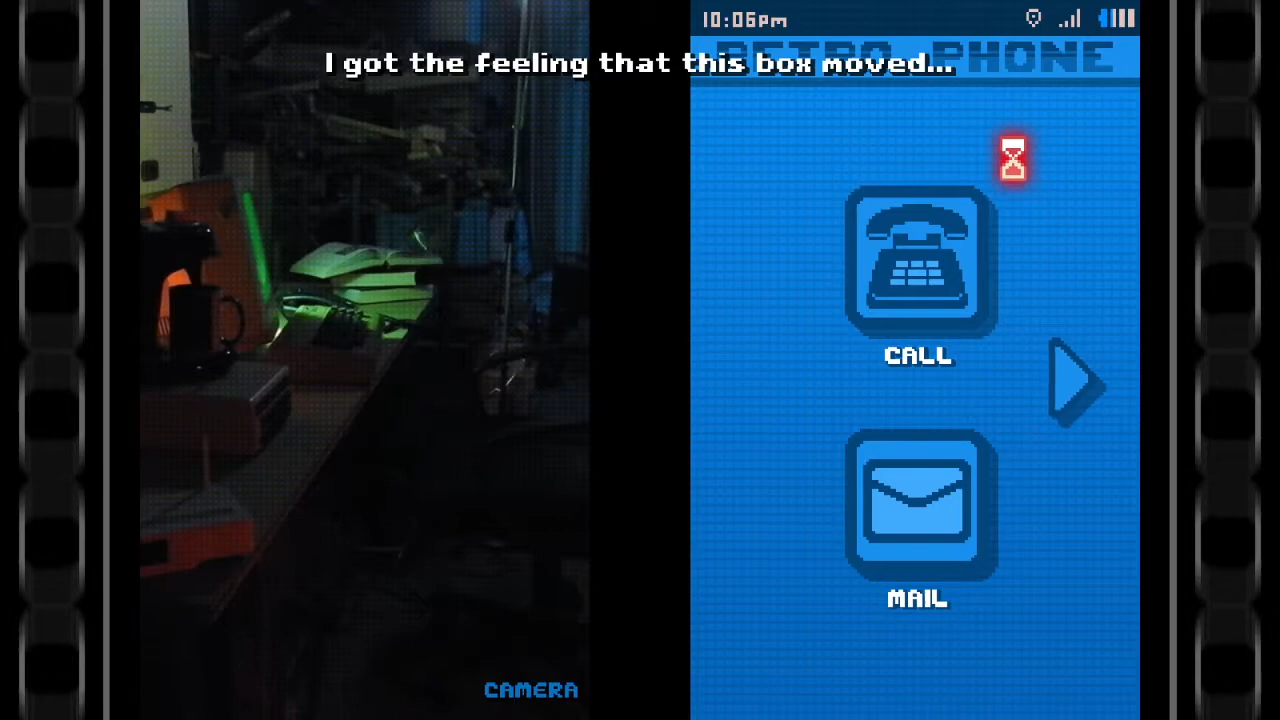 10:06pm
RETRO PHONE
I got the feeling that this box moved...
CALL
MAIL
CAMERA